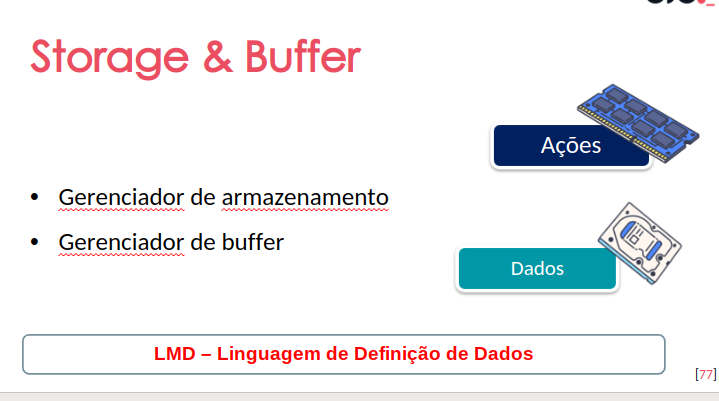 Storage & Buffer
Ações
• Gerenciador de armazenamento
• Gerenciador de buffer
Dados
LMD – Linguagem de Definição de Dados
[77]